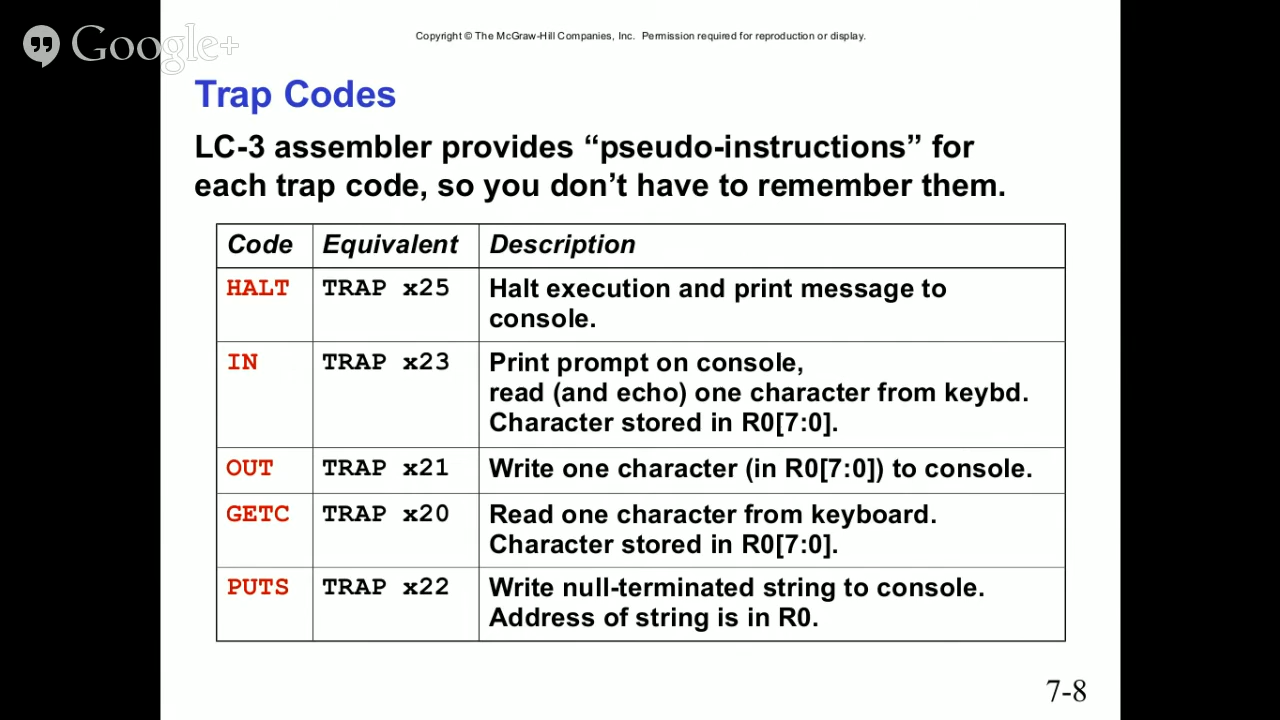 Google+
Copyright © The McGraw-Hill Companies, Inc. Permission required for reproduction or display.
Trap Codes
LC-3 assembler provides “pseudo-instructions” for
each trap code, so you don’t have to remember them.
Code Equivalent Description
HALT TRAP x25 Halt execution and print message to
console.
IN TRAP x23 Print prompt on console,
read (and echo) one character from keybd.
Character stored in R0[7:0].
OUT TRAP x21 Write one character (in R0[7:0]) to console.
GETC TRAP x20 Read one character from keyboard.
Character stored in R0[7:0].
PUTS TRAP x22 Write null-terminated string to console.
Address of string is in R0.
7-8